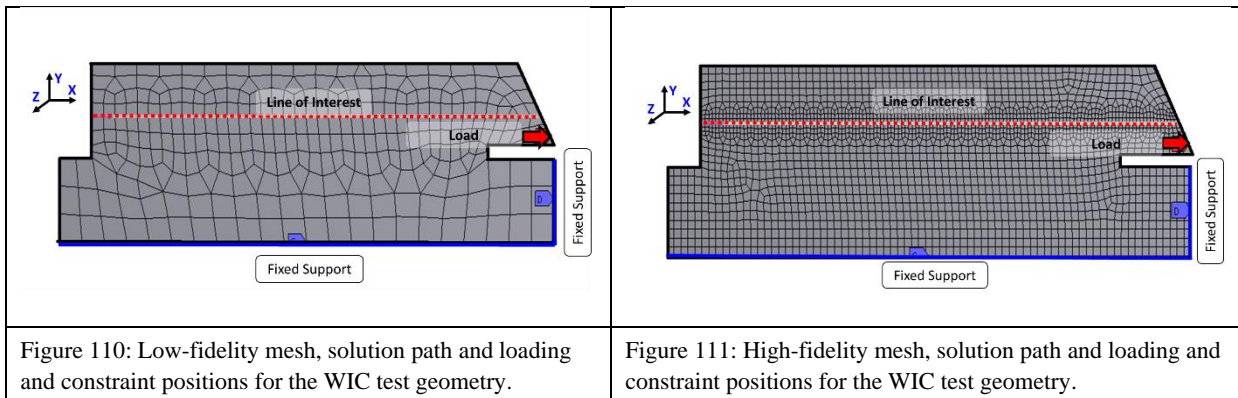 Y
X
Z
Line of Interest
Load
D
Fixed Support
Fixed Support
Figure 110: Low-fidelity mesh, solution path and loading
and constraint positions for the WIC test geometry.
Y
X
Z
Line of Interest
Load
D
Fixed Support
Fixed Support
Figure 111: High-fidelity mesh, solution path and loading and
constraint positions for the WIC test geometry.